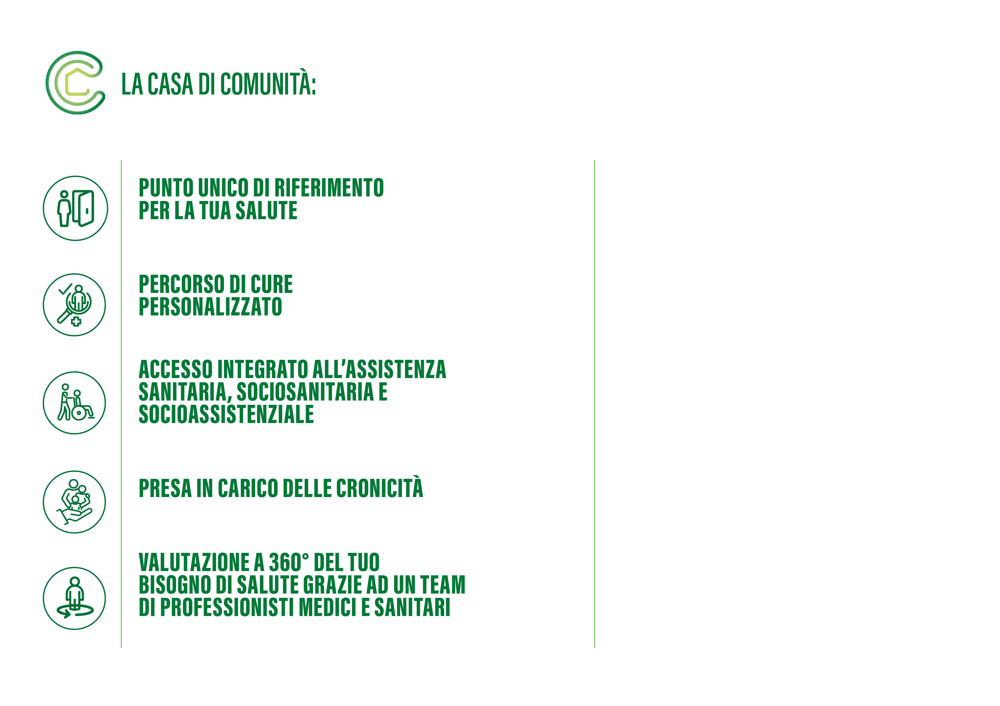 LA CASA DI COMUNITÀ:
PUNTO UNICO DI RIFERIMENTO
PER LA TUA SALUTE
PERCORSO DI CURE
PERSONALIZZATO
ACCESSO INTEGRATO ALL’ASSISTENZA
SANITARIA, SOCIOSANITARIA E
SOCIOASSISTENZIALE
PRESA IN CARICO DELLE CRONICITÀ
VALUTAZIONE A 360° DEL TUO
BISOGNO DI SALUTE GRAZIE AD UN TEAM
DI PROFESSIONISTI MEDICI E SANITARI